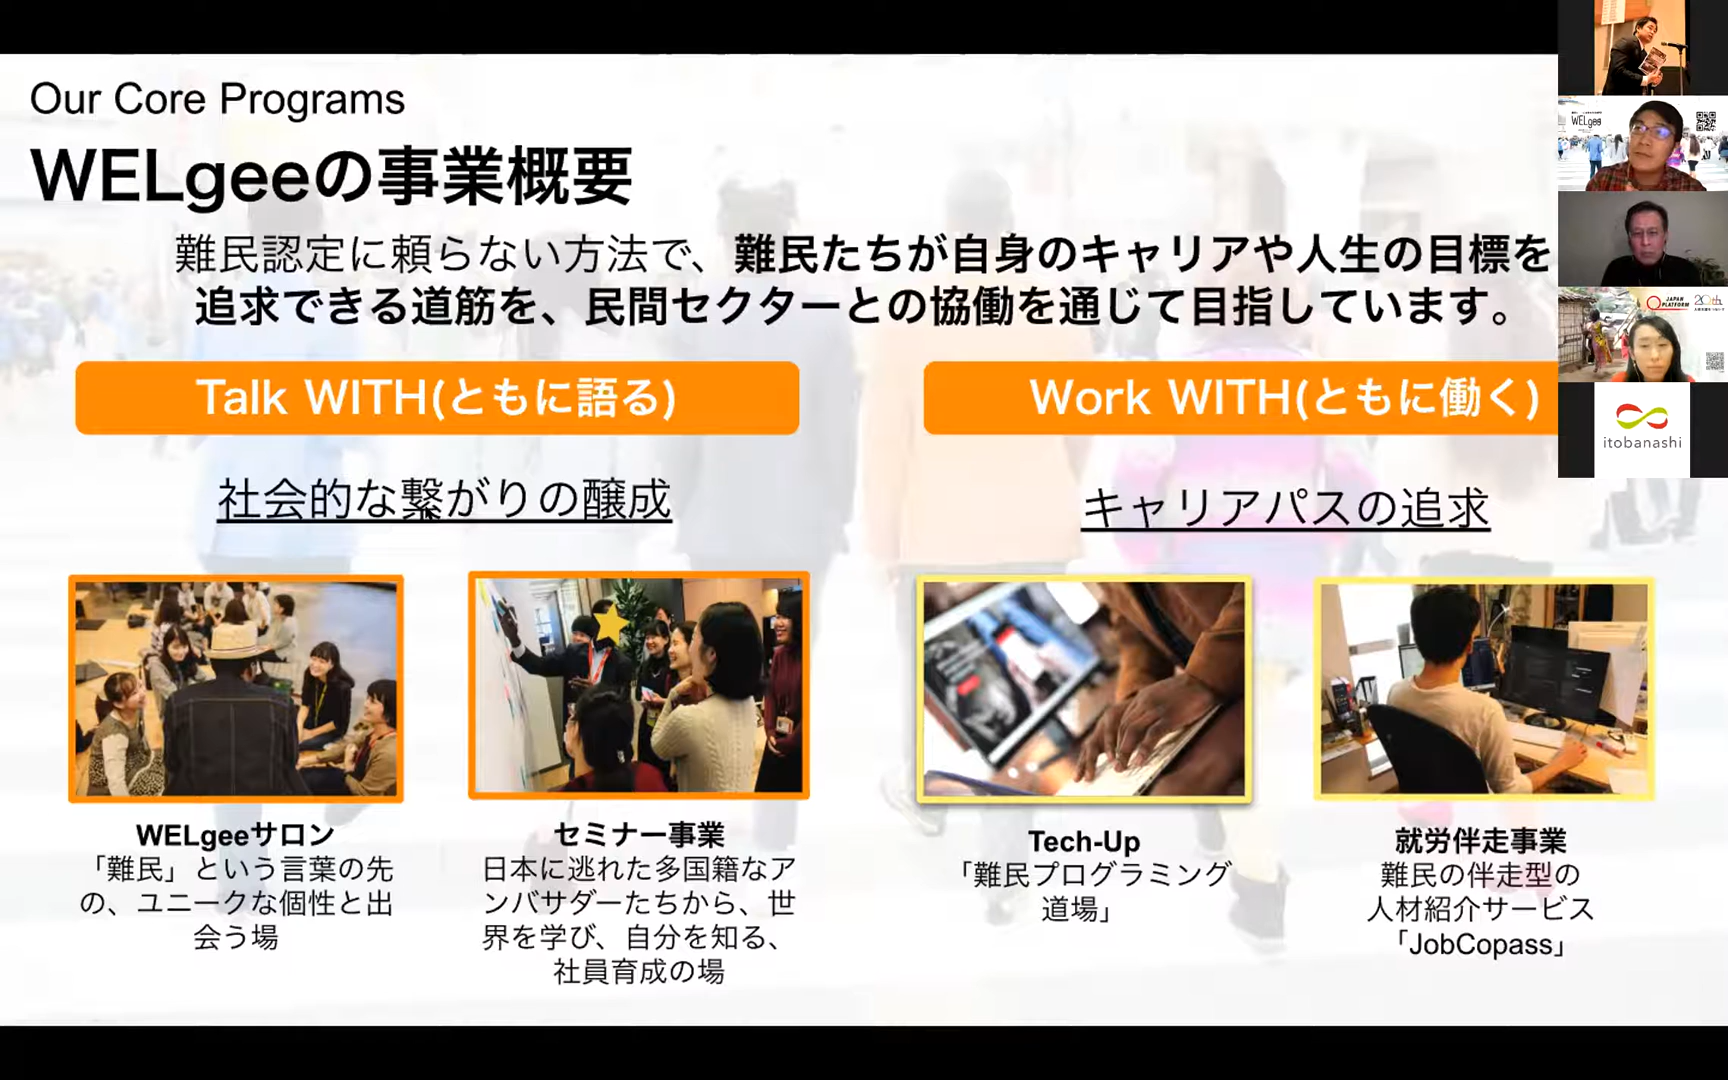 Our Core Programs
WELgeeの事業概要
難民認定に頼らない方法で、難民たちが自身のキャリアや人生の目標を
追求できる道筋を、民間セクターとの協働を通じて目指しています。
Talk WITH(ともに語る)
Work WITH(ともに働く)
社会的な繋がりの醸成
キャリアパスの追求
WELgeeサロン
「難民」という言葉の先
の、ユニークな個性と出
会う場
セミナー事業
日本に逃れた多国籍なア
ンバサダーたちから、世
界を学び、自分を知る、
社員育成の場
Tech-Up
「難民プログラミング
道場」
就労伴走事業
難民の伴走型の
人材紹介サービス
「JobCopass」
WELgee
JAPAN
PLATFORM
20th
itobanashi